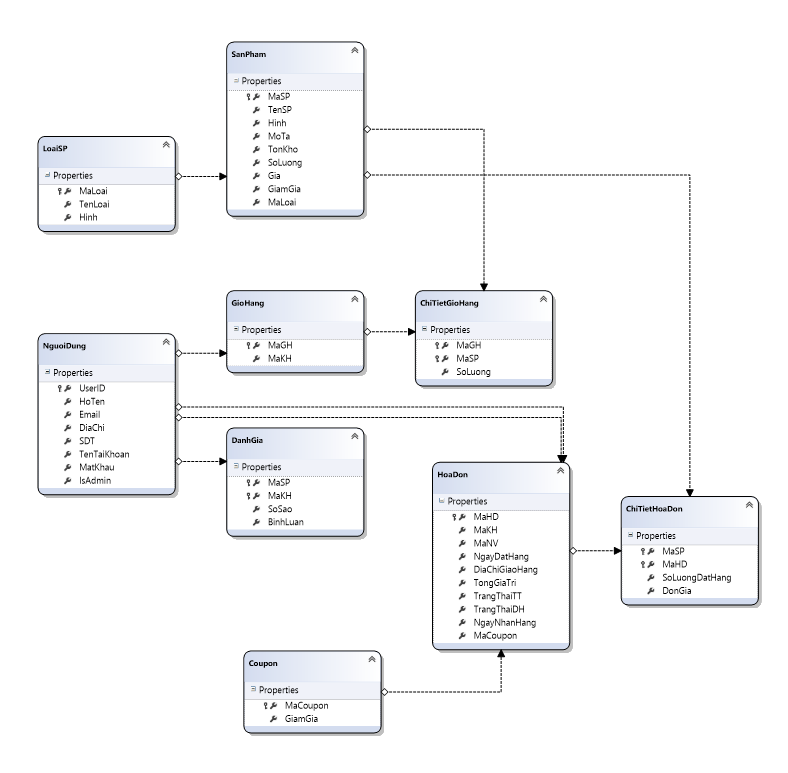 SanPham
Properties
MaSP
TenSP
Hinh
MoTa
TonKho
SoLuong
Gia
GiamGia
MaLoai
LoaiSP
Properties
MaLoai
TenLoai
Hinh
GioHang
Properties
MaGH
MaKH
ChiTietGioHang
Properties
MaGH
MaSP
SoLuong
NguoiDung
Properties
UserID
HoTen
Email
DiaChi
SDT
TenTaiKhoan
MatKhau
IsAdmin
DanhGia
Properties
MaSP
MaKH
SoSao
BinhLuan
HoaDon
Properties
MaHD
MaKH
MaNV
NgayDatHang
DiaChiGiaoHang
TongGiaTri
TrangThaiTT
TrangThaiDH
NgayNhanHang
MaCoupon
ChiTietHoaDon
Properties
MaSP
MaHD
SoLuongDatHang
DonGia
Coupon
Properties
MaCoupon
GiamGia